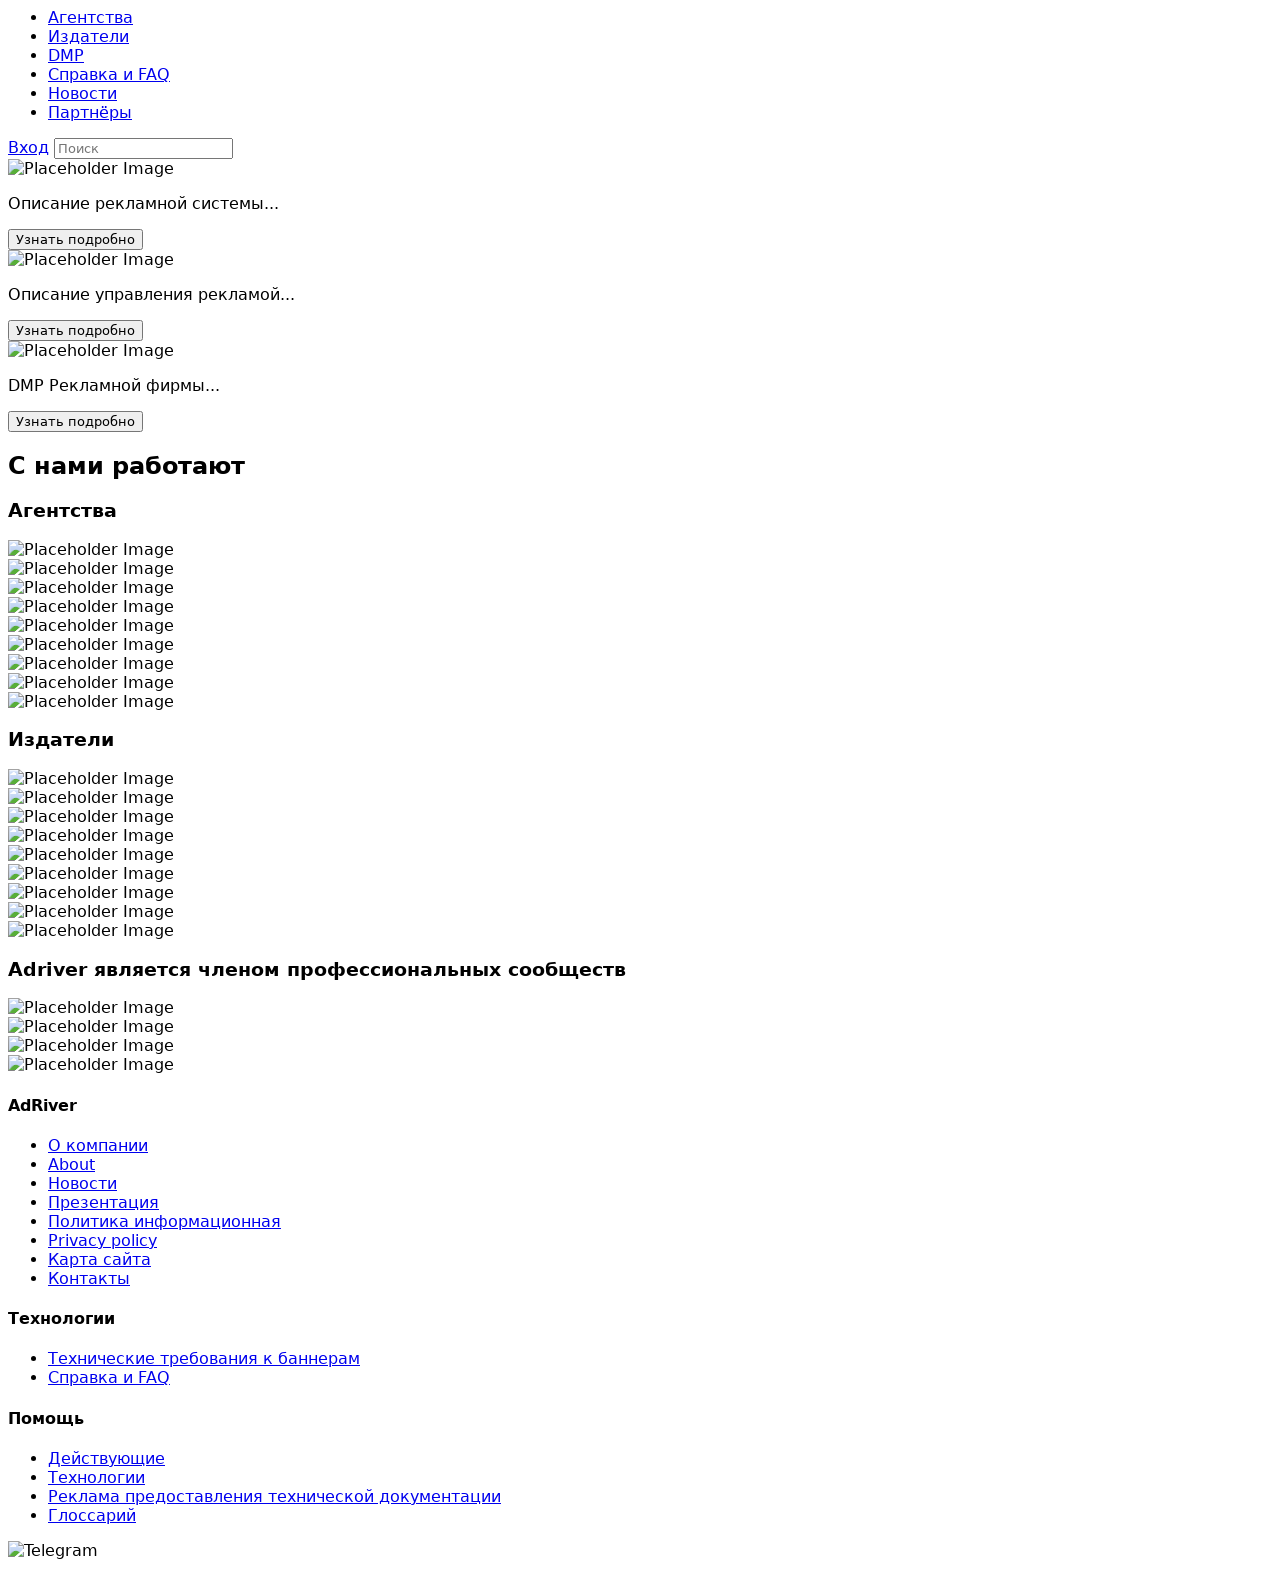 Агентства
Издатели
DMP
Справка и FAQ
Новости
Партнёры
Вход Поиск
Placeholder Image
Описание рекламной системы...
Узнать подробно
Placeholder Image
Описание управления рекламой...
Узнать подробно
Placeholder Image
DMP Рекламной фирмы...
Узнать подробно
С нами работают
Агентства
Placeholder Image
Placeholder Image
Placeholder Image
Placeholder Image
Placeholder Image
Placeholder Image
Placeholder Image
Placeholder Image
Placeholder Image
Издатели
Placeholder Image
Placeholder Image
Placeholder Image
Placeholder Image
Placeholder Image
Placeholder Image
Placeholder Image
Placeholder Image
Placeholder Image
Adriver является членом профессиональных сообществ
Placeholder Image
Placeholder Image
Placeholder Image
Placeholder Image
AdRiver
О компании
About
Новости
Презентация
Политика информационная
Privacy policy
Карта сайта
Контакты
Технологии
Технические требования к баннерам
Справка и FAQ
Помощь
Действующие
Технологии
Реклама предоставления технической документации
Глоссарий
Telegram